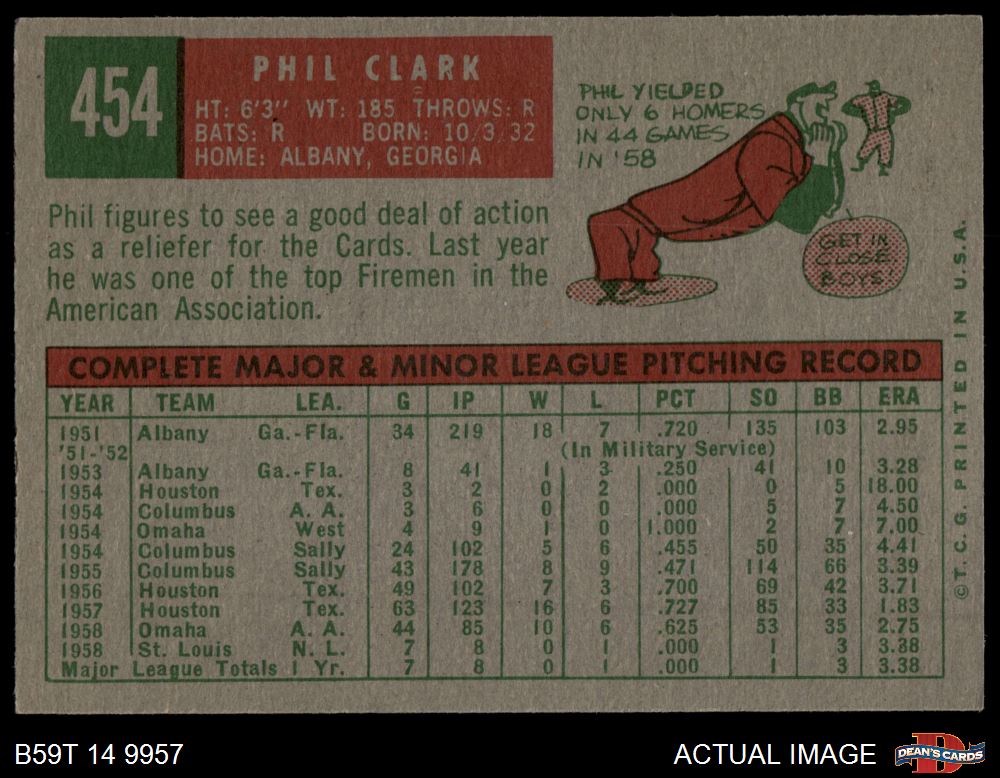 454
PHIL CLARK
HT: 6'3" WT: 185 THROWS: R
BATS: R BORN: 10/3/32
HOME: ALBANY, GEORGIA
PHIL YIELDED
ONLY 6 HOMERS
IN 44 GAMES
IN '58
GET IN
CLOSE
BOYS!
Phil figures to see a good deal of action
as a reliefer for the Cards. Last year
he was one of the top Firemen in the
American Association.
COMPLETE MAJOR & MINOR LEAGUE PITCHING RECORD
YEAR TEAM LEA. G IP W L PCT SO BB ERA
1951 Albany Ga.-Fla. 34 219 18 7 .720 135 103 2.95
'51-'52 (In Military Service)
1953 Albany Ga.-Fla. 8 41 1 3 .250 41 10 3.28
1954 Houston Tex. 3 2 0 2 .000 0 5 18.00
1954 Columbus A. A. 3 6 0 0 .000 5 7 4.50
1954 Omaha West 4 9 1 0 1.000 2 7 7.00
1954 Columbus Sally 24 102 5 6 .455 50 35 4.41
1955 Columbus Sally 43 178 8 9 .471 114 66 3.39
1956 Houston Tex. 49 102 7 3 .700 69 42 3.71
1957 Houston Tex. 63 123 16 6 .727 85 33 1.83
1958 Omaha A. A. 44 85 10 6 .625 53 35 2.75
1958 St. Louis N. L. 7 8 0 1 .000 1 3 3.38
Major League Totals 1 Yr. 7 8 0 1 .000 1 3 3.38
©T. C. G. PRINTED IN U.S.A.
B59T 14 9957
ACTUAL IMAGE
DEAN'S CARDS